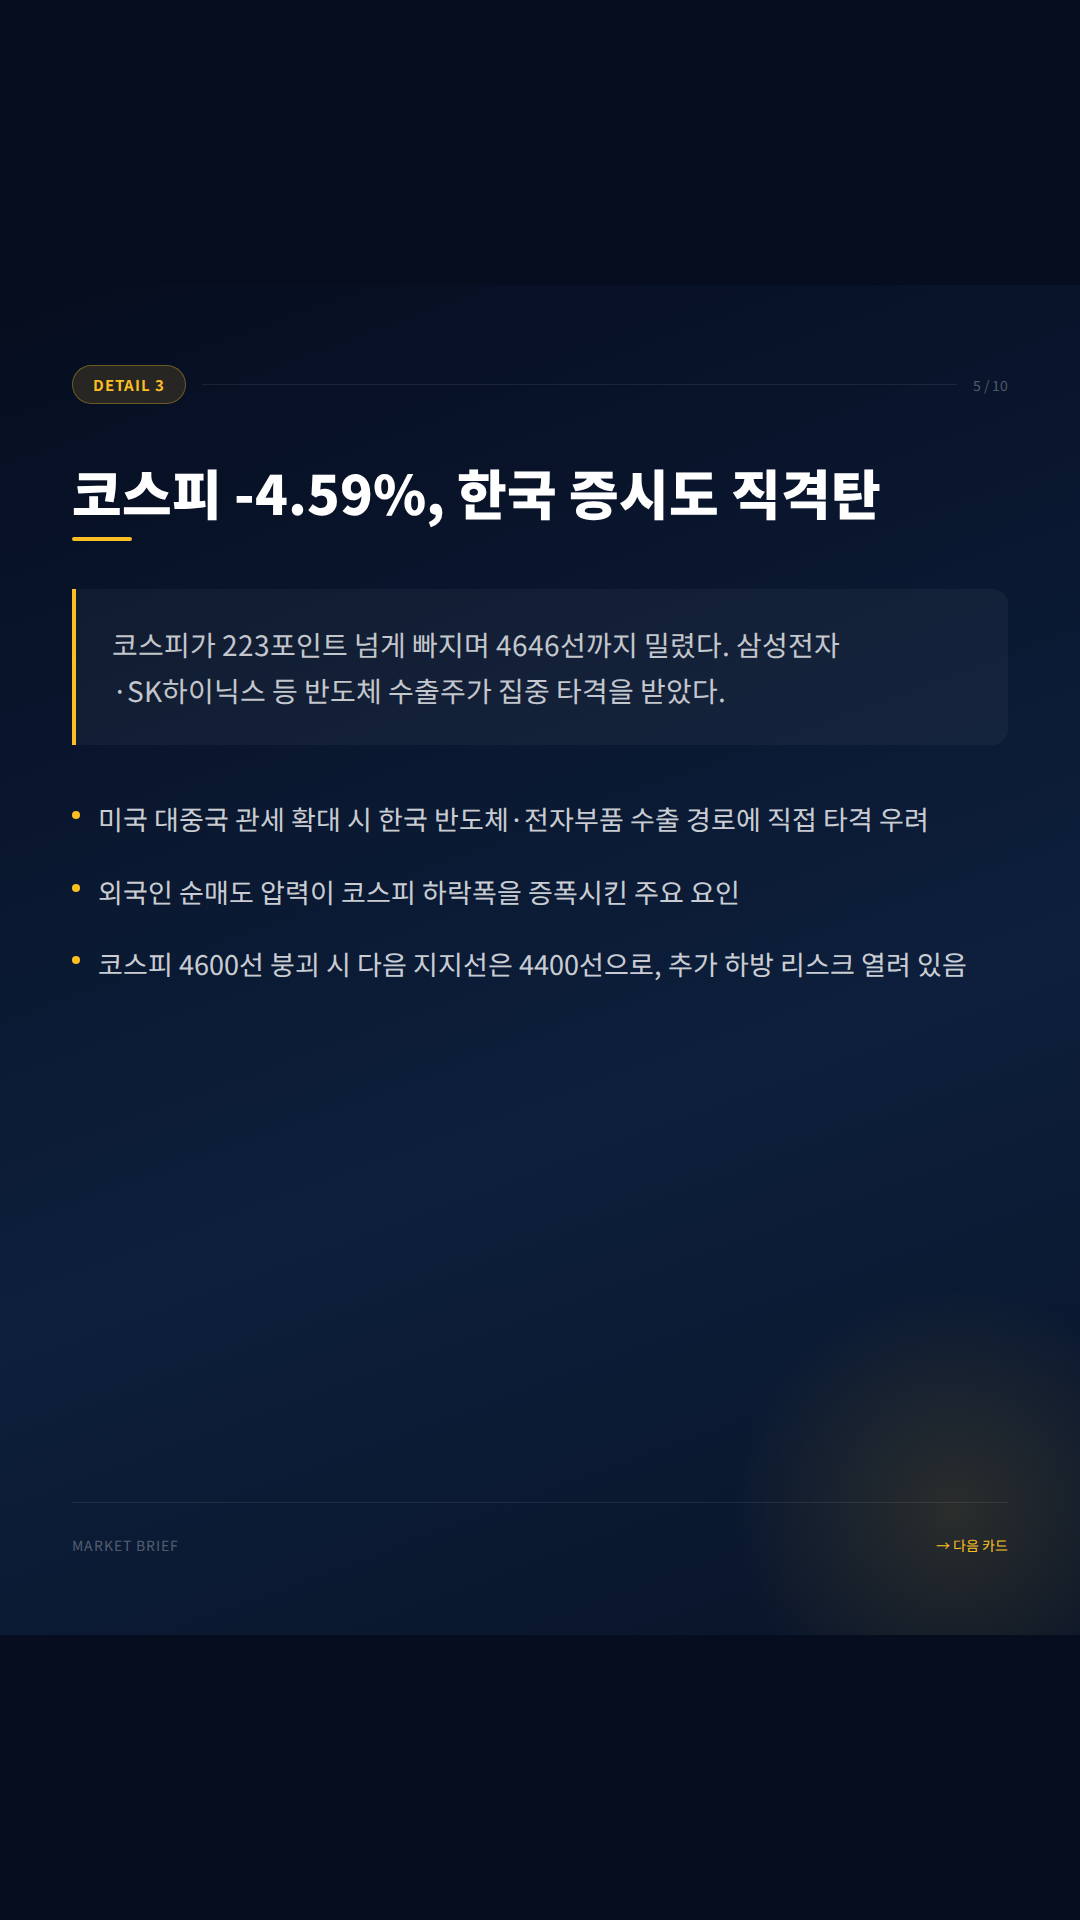 DETAIL 3
5 / 10
코스피 -4.59%, 한국 증시도 직격탄
코스피가 223포인트 넘게 빠지며 4646선까지 밀렸다. 삼성전자
·SK하이닉스 등 반도체 수출주가 집중 타격을 받았다.
미국 대중국 관세 확대 시 한국 반도체·전자부품 수출 경로에 직접 타격 우려
외국인 순매도 압력이 코스피 하락폭을 증폭시킨 주요 요인
코스피 4600선 붕괴 시 다음 지지선은 4400선으로, 추가 하방 리스크 열려 있음
MARKET BRIEF
→ 다음 카드